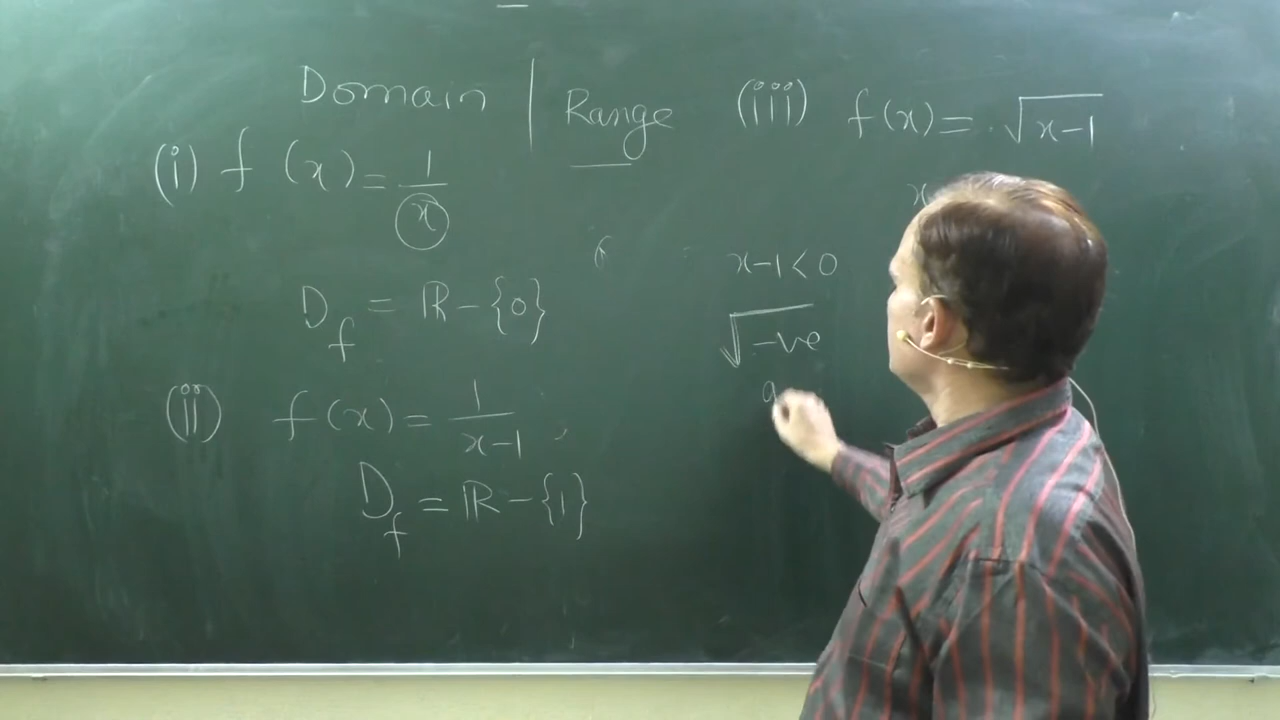 Domain | Range
(i) f (x) = 1/x
D_f = ℝ - {0}
(ii) f(x) = 1/(x-1) ,
D_f = ℝ - {1}
(iii) f(x) = √(x-1)
x
x-1 < 0
√(-ve)